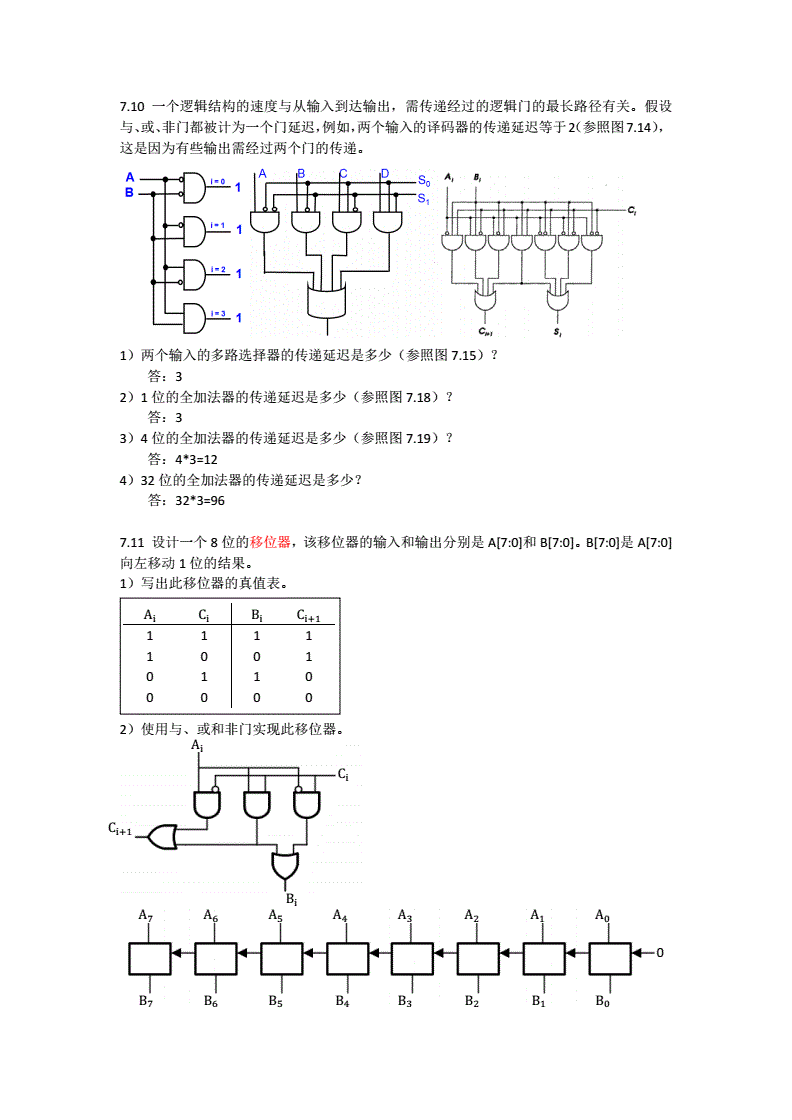 7.10 一个逻辑结构的速度与从输入到达输出，需传递经过的逻辑门的最长路径有关。假设
与、或、非门都被计为一个门延迟，例如，两个输入的译码器的传递延迟等于2（参照图7.14），
这是因为有些输出需经过两个门的传递。
A B C D S0
A i = 0 1 Ai Bi
B S1
Ci
i = 1 1
i = 2 1
i = 3 1
Ci+1 Si
1）两个输入的多路选择器的传递延迟是多少（参照图 7.15）？
答：3
2）1 位的全加法器的传递延迟是多少（参照图 7.18）？
答：3
3）4 位的全加法器的传递延迟是多少（参照图 7.19）？
答：4*3=12
4）32 位的全加法器的传递延迟是多少？
答：32*3=96
7.11 设计一个 8 位的移位器，该移位器的输入和输出分别是 A[7:0]和 B[7:0]。B[7:0]是 A[7:0]
向左移动 1 位的结果。
1）写出此移位器的真值表。
Ai Ci Bi Ci+1
1 1 1 1
1 0 0 1
0 1 1 0
0 0 0 0
2）使用与、或和非门实现此移位器。
Ai
Ci
Ci+1
Bi
A7 A6 A5 A4 A3 A2 A1 A0
0
B7 B6 B5 B4 B3 B2 B1 B0